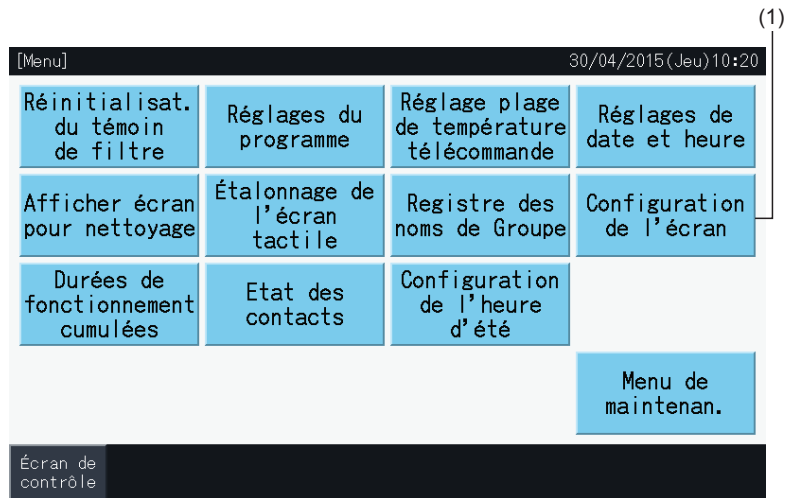 (1)
[Menu] 30/04/2015(Jeu)10:20
Réinitialisat.
du témoin
de filtre
Réglages du
programme
Réglage plage
de température
télécommande
Réglages de
date et heure
Afficher écran
pour nettoyage
Étalonnage de
l'écran
tactile
Registre des
noms de Groupe
Configuration
de l'écran
Durées de
fonctionnement
cumulées
Etat des
contacts
Configuration
de l'heure
d'été
Menu de
maintenan.
Écran de
contrôle